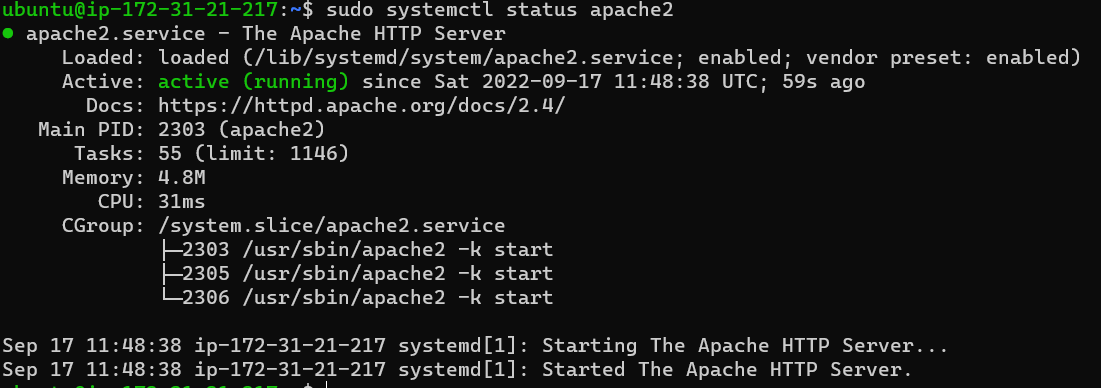 ubuntu@ip-172-31-21-217:~$ sudo systemctl status apache2
● apache2.service - The Apache HTTP Server
     Loaded: loaded (/lib/systemd/system/apache2.service; enabled; vendor preset: enabled)
     Active: active (running) since Sat 2022-09-17 11:48:38 UTC; 59s ago
       Docs: https://httpd.apache.org/docs/2.4/
   Main PID: 2303 (apache2)
      Tasks: 55 (limit: 1146)
     Memory: 4.8M
        CPU: 31ms
     CGroup: /system.slice/apache2.service
             ├─2303 /usr/sbin/apache2 -k start
             ├─2305 /usr/sbin/apache2 -k start
             └─2306 /usr/sbin/apache2 -k start

Sep 17 11:48:38 ip-172-31-21-217 systemd[1]: Starting The Apache HTTP Server...
Sep 17 11:48:38 ip-172-31-21-217 systemd[1]: Started The Apache HTTP Server.